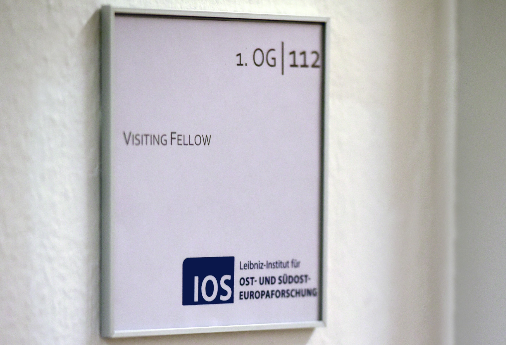 1. OG|112
VISITING FELLOW
IOS
Leibniz-Institut für
OST- UND SÜDOST-
EUROPAFORSCHUNG